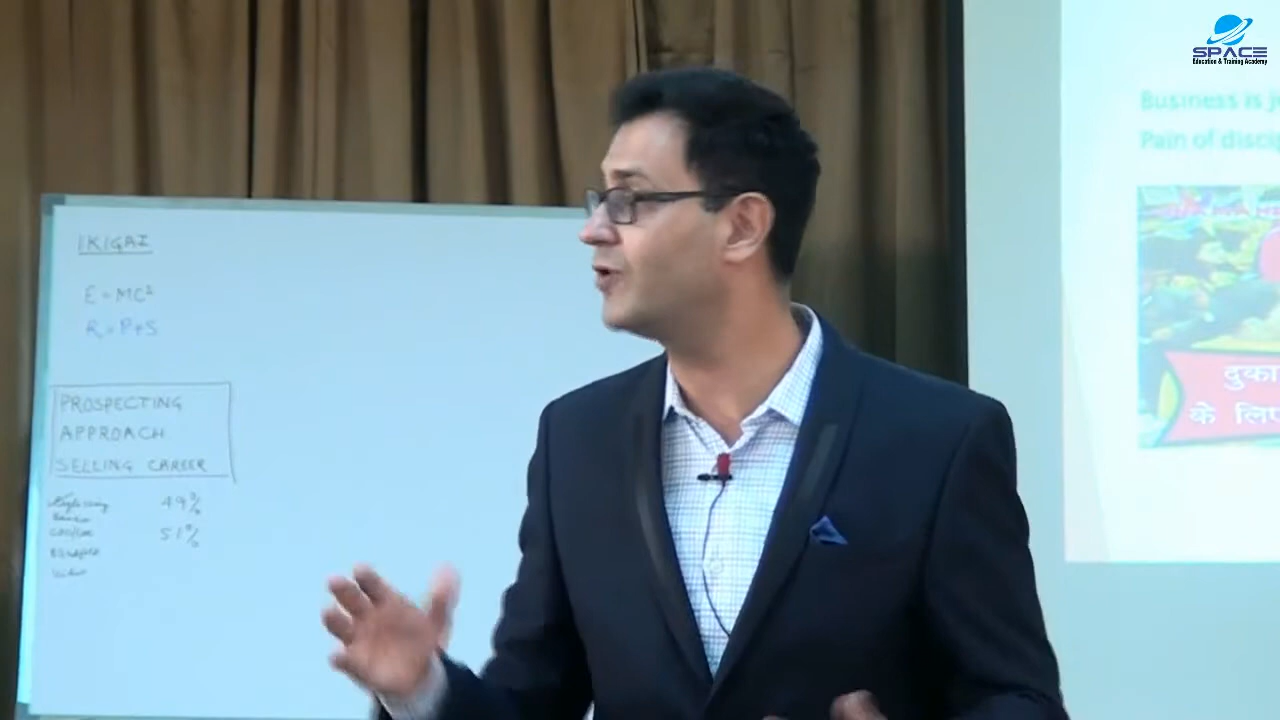 IKIGAI
E = MC²
R = P+S
PROSPECTING
APPROACH
SELLING CAREER
49%
51%
SPACE
Education & Training Academy
Business is j
Pain of discip
दुका
के लिए